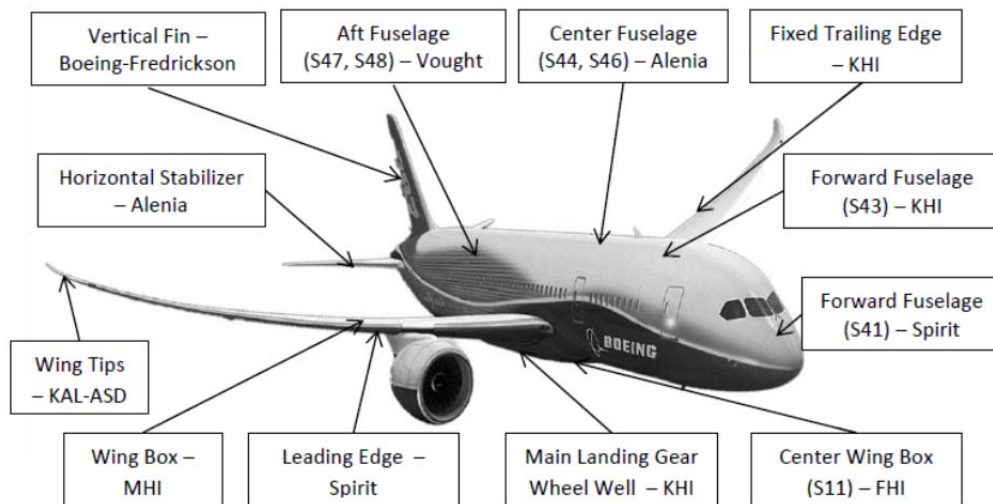 Vertical Fin –
Boeing-Fredrickson
Aft Fuselage
(S47, S48) – Vought
Center Fuselage
(S44, S46) – Alenia
Fixed Trailing Edge
– KHI
Horizontal Stabilizer
– Alenia
Forward Fuselage
(S43) – KHI
Forward Fuselage
(S41) – Spirit
BOEING
Wing Tips
– KAL-ASD
Wing Box –
MHI
Leading Edge –
Spirit
Main Landing Gear
Wheel Well – KHI
Center Wing Box
(S11) – FHI